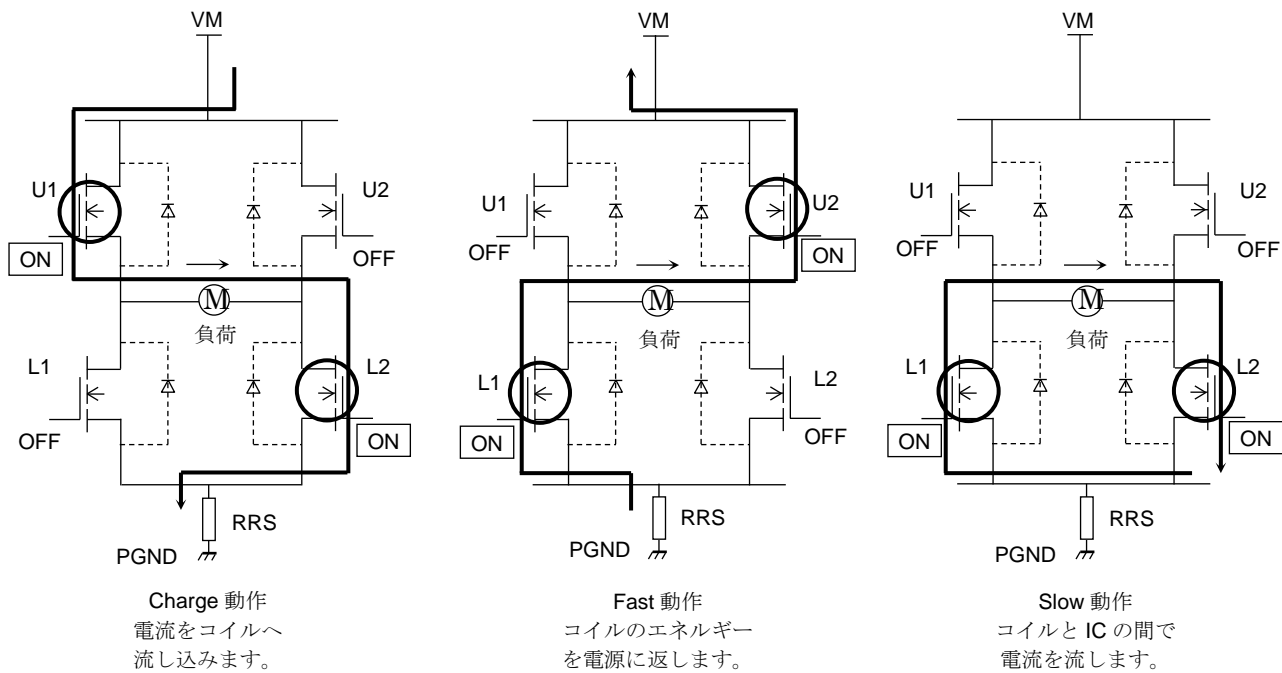 VM
U1
U2
ON
OFF
M
負荷
L1
L2
OFF
ON
RRS
PGND
Charge 動作
電流をコイルへ
流し込みます。
VM
U1
U2
OFF
ON
M
負荷
L1
L2
ON
OFF
RRS
PGND
Fast 動作
コイルのエネルギー
を電源に返します。
VM
U1
U2
OFF
OFF
M
負荷
L1
L2
ON
ON
RRS
PGND
Slow 動作
コイルと IC の間で
電流を流します。